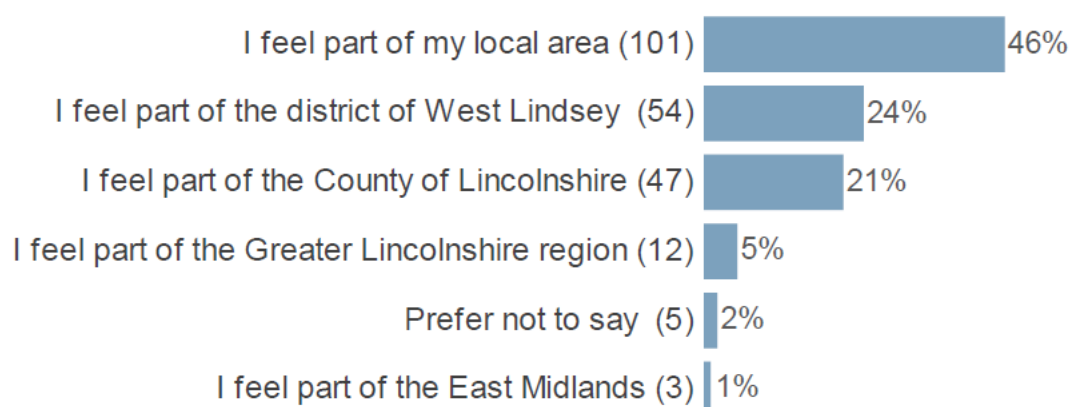 I feel part of my local area (101) 46%
I feel part of the district of West Lindsey (54) 24%
I feel part of the County of Lincolnshire (47) 21%
I feel part of the Greater Lincolnshire region (12) 5%
Prefer not to say (5) 2%
I feel part of the East Midlands (3) 1%